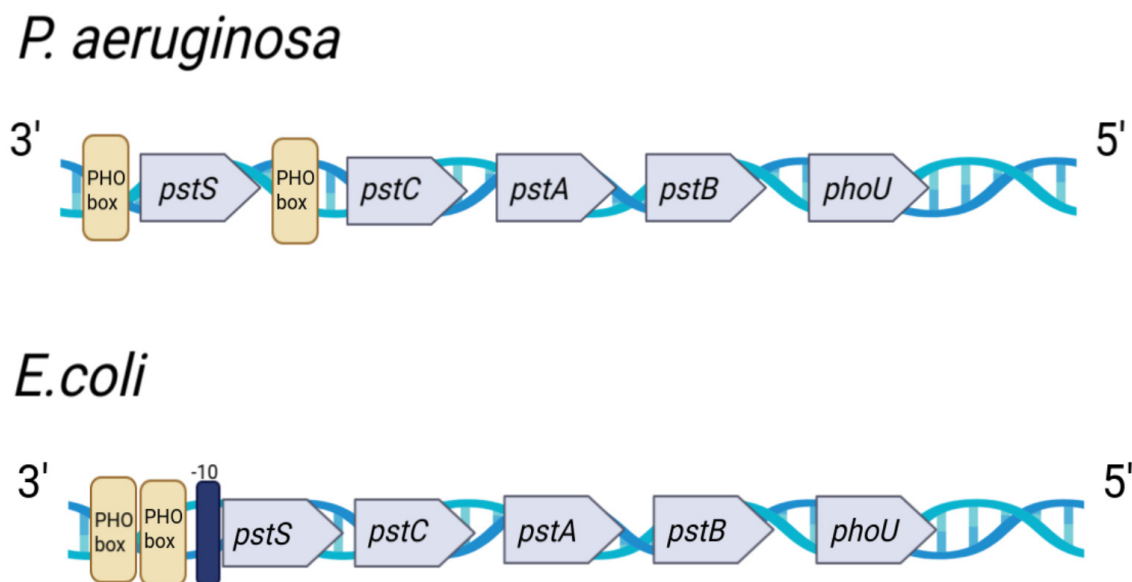 P. aeruginosa
3' 5'
PHO box pstS PHO box pstC pstA pstB phoU
E.coli
3' 5'
-10
PHO box PHO box pstS pstC pstA pstB phoU